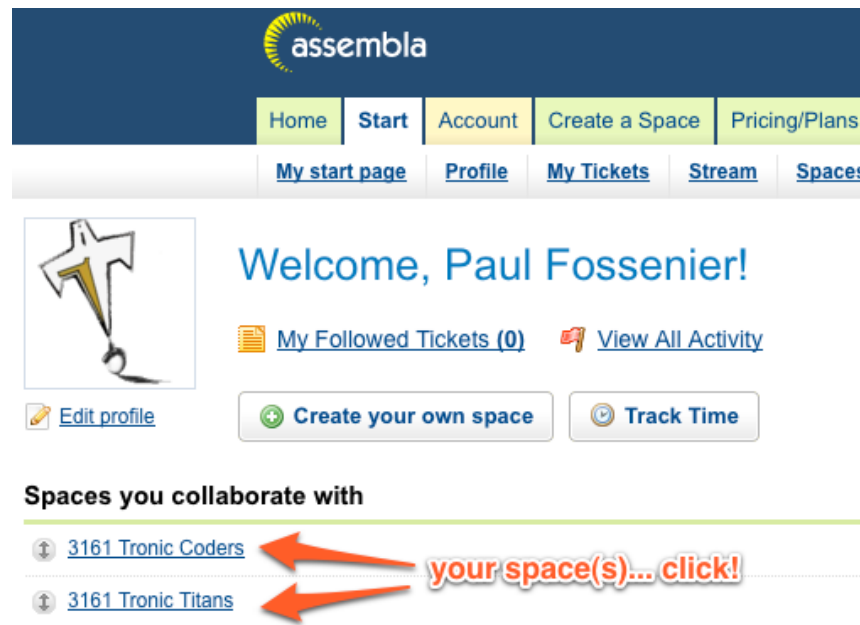 assembla
Home Start Account Create a Space Pricing/Plans
My start page Profile My Tickets Stream Spaces
Welcome, Paul Fossenier!
My Followed Tickets (0) View All Activity
Edit profile Create your own space Track Time
Spaces you collaborate with
3161 Tronic Coders
your space(s)... click!
3161 Tronic Titans